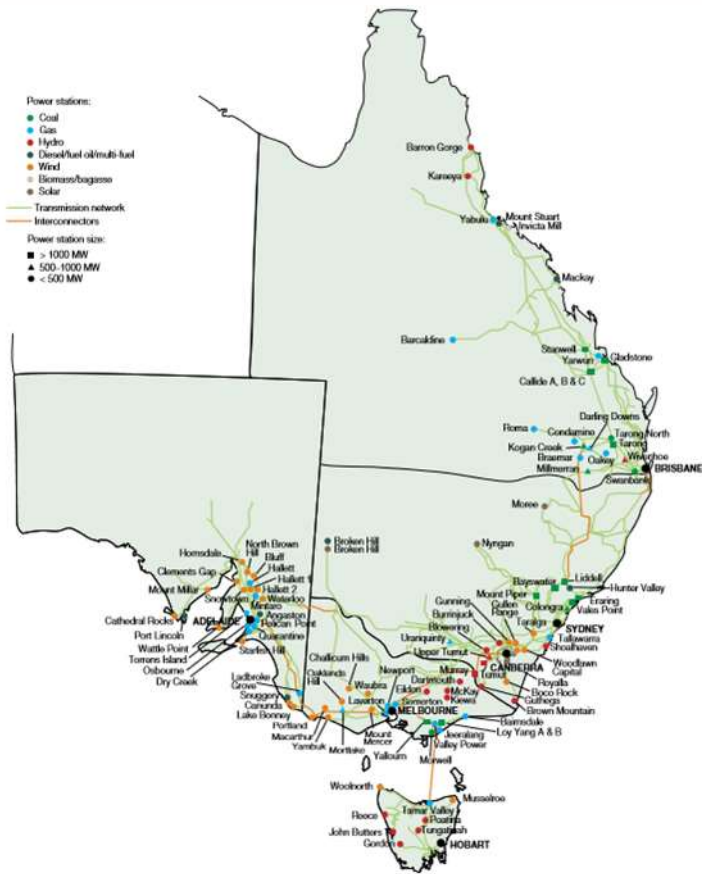 Power stations:
Coal
Gas
Hydro
Diesel/fuel oil/multi-fuel
Wind
Biomass/bagasse
Solar
Transmission network
Interconnectors
Power station size:
> 1000 MW
500–1000 MW
< 500 MW
Barron Gorge
Kareeya
Yabulu
Mount Stuart
Invicta Mill
Mackay
Barcaldine
Stanwell
Yarwun
Gladstone
Callide A, B & C
Darling Downs
Roma
Condamine
Tarong North
Tarong
Kogan Creek
Oakey
Wivenhoe
Braemar
BRISBANE
Millmerran
Swanbank
Moree
Broken Hill
Broken Hill
Nyngan
North Brown
Hill
Hornsdale
Bluff
Clements Gap
Hallett
Hallett 1
Mount Millar
Hallett 2
Snowtown
Waterloo
Mintaro
Cathedral Rocks
ADELAIDE
Angaston
Pelican Point
Port Lincoln
Quarantine
Wattle Point
Torrens Island
Starfish Hill
Osbourne
Dry Creek
Bayswater
Liddell
Mount Piper
Hunter Valley
Colongra
Eraring
Vales Point
Gunning
Cullen
Range
Burrinjuck
Taralga
Blowering
SYDNEY
Uranquinty
Tallawarra
Upper Tumut
Shoalhaven
CANBERRA
Woodlawn
Capital
Murray
Tumut
Royalla
Boco Rock
Guthega
Brown Mountain
Challicum Hills
Newport
Dartmouth
Oaklands
Hill
Waubra
Eildon
McKay
Ladbroke
Grove
Laverton
Somerton
Kiewa
Snuggery
MELBOURNE
Canunda
Lake Bonney
Portland
Mount
Mercer
Bairnsdale
Macarthur
Jeeralang
Loy Yang A & B
Yambuk
Mortlake
Yallourn
Valley Power
Morwell
Woolnorth
Musselroe
Tamar Valley
Reece
Poatina
John Butters
Tungatinah
Gordon
HOBART